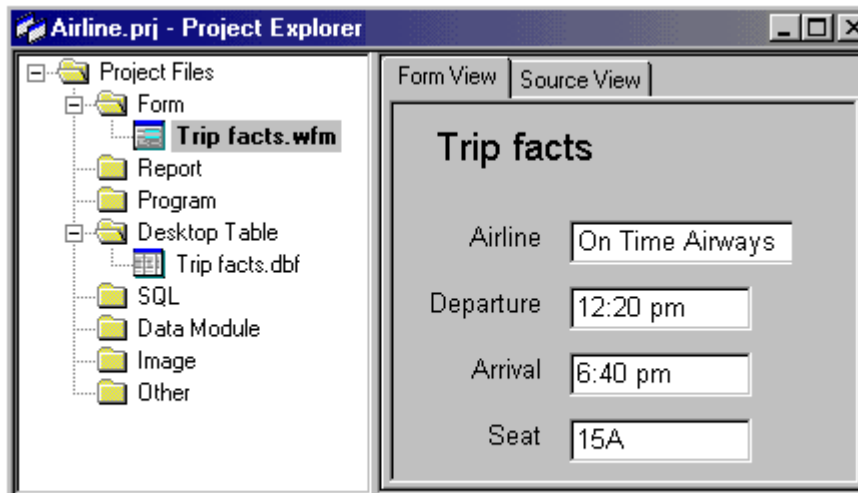 Airline.prj - Project Explorer
Project Files
Form
Trip facts.wfm
Report
Program
Desktop Table
Trip facts.dbf
SQL
Data Module
Image
Other
Form View Source View
Trip facts
Airline On Time Airways
Departure 12:20 pm
Arrival 6:40 pm
Seat 15A